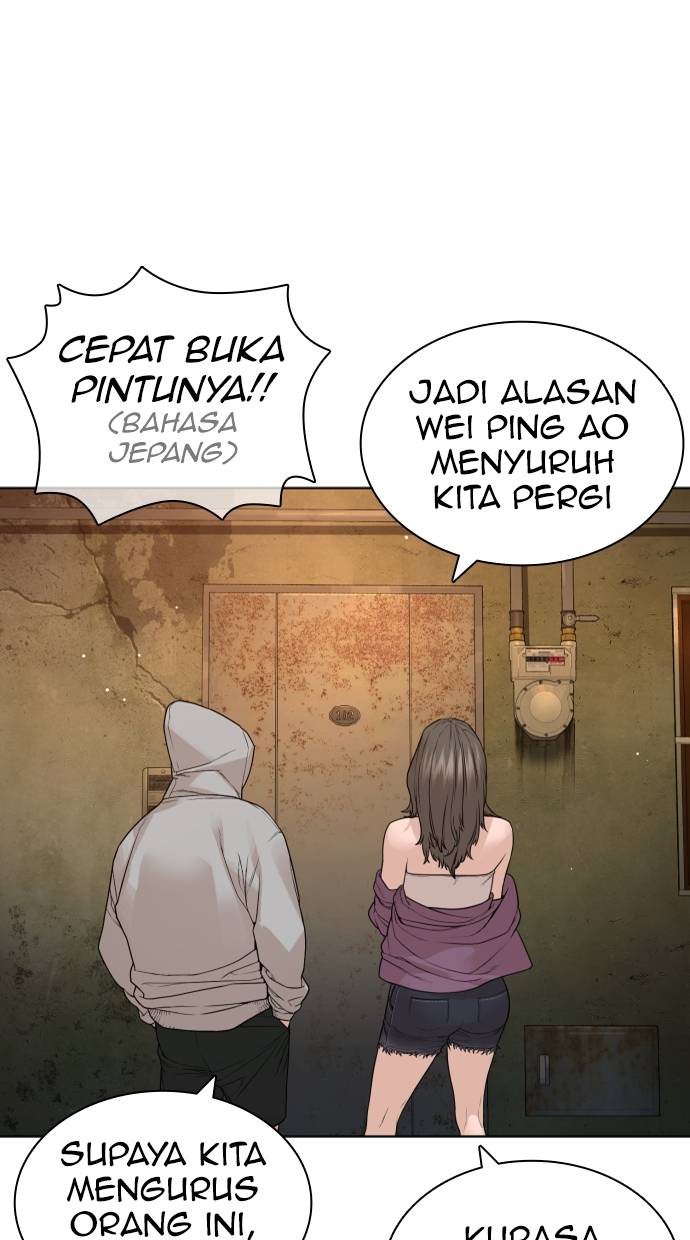 CEPAT BUKA
PINTUNYA!!
(BAHASA
JEPANG)
JADI ALASAN
WEI PING AO
MENYURUH
KITA PERGI
102
SUPAYA KITA
MENGURUS
ORANG INI,
KURASA